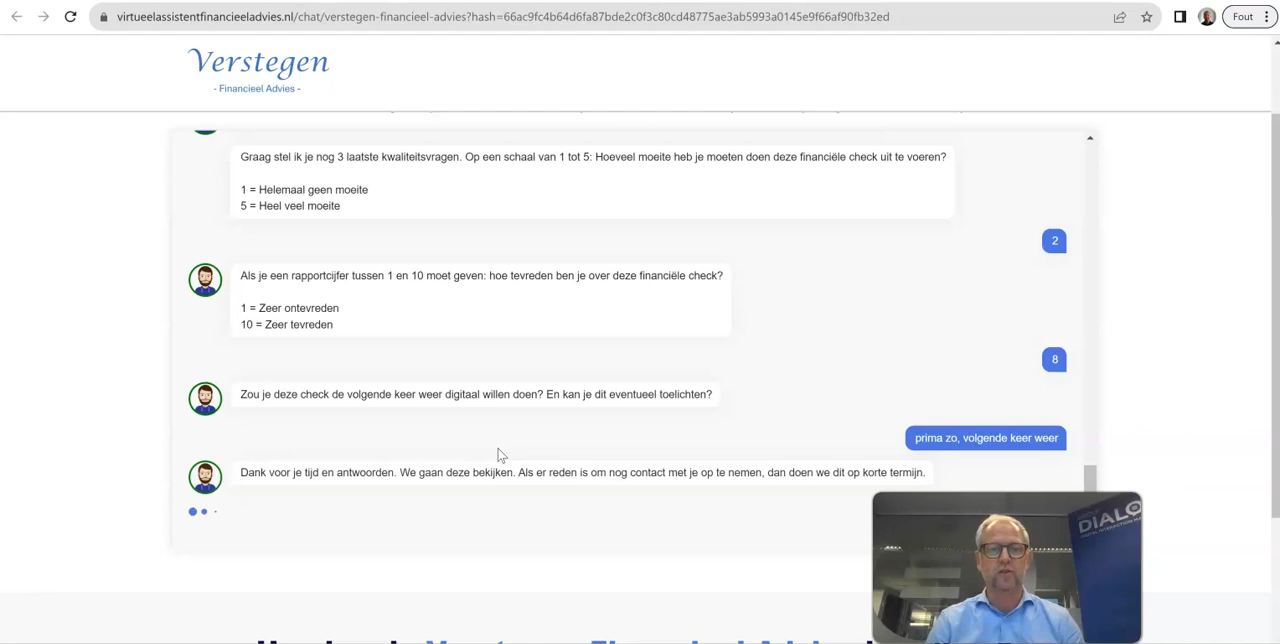 virtueelassistentfinancieeladvies.nl/chat/verstegen-financieel-advies?hash=66ac9fc4b64d6fa87bde2c0f3c80cd48775ae3ab5993a0145e9f66af90fb32ed
Fout
Verstegen
- Financieel Advies -
Graag stel ik je nog 3 laatste kwaliteitsvragen. Op een schaal van 1 tot 5: Hoeveel moeite heb je moeten doen deze financiële check uit te voeren?
1 = Helemaal geen moeite
5 = Heel veel moeite
2
Als je een rapportcijfer tussen 1 en 10 moet geven: hoe tevreden ben je over deze financiële check?
1 = Zeer ontevreden
10 = Zeer tevreden
8
Zou je deze check de volgende keer weer digitaal willen doen? En kan je dit eventueel toelichten?
prima zo, volgende keer weer
Dank voor je tijd en antwoorden. We gaan deze bekijken. Als er reden is om nog contact met je op te nemen, dan doen we dit op korte termijn.
DIALO